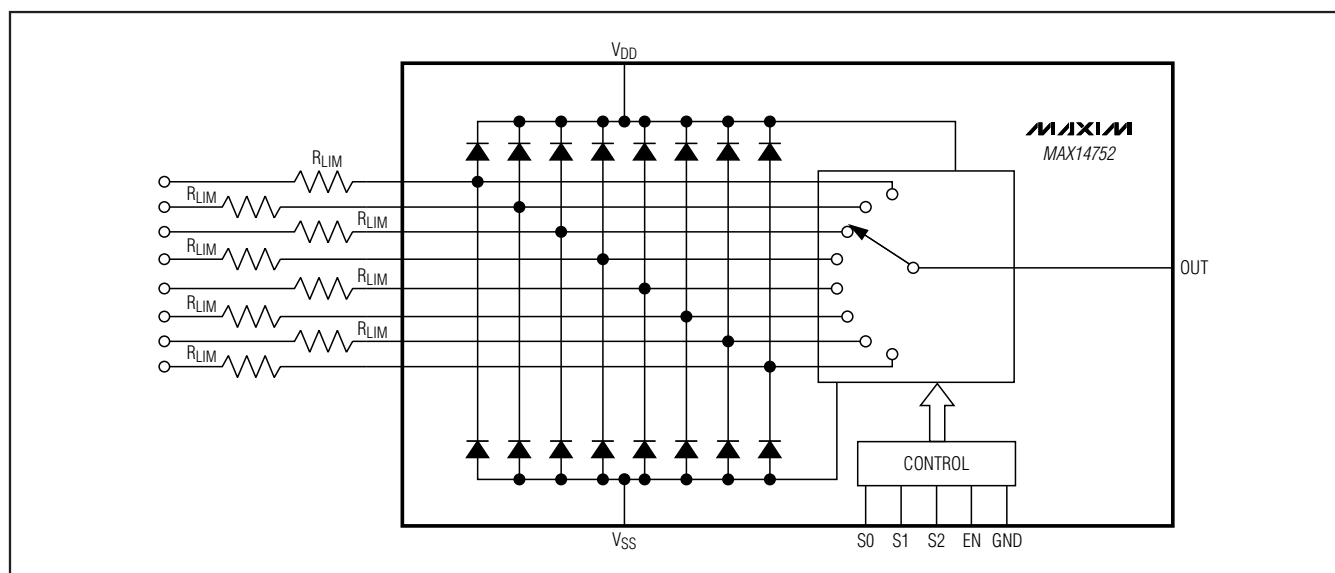 VDD
MAXIM
MAX14752
RLIM
RLIM
RLIM
RLIM
RLIM
RLIM
RLIM
RLIM
OUT
CONTROL
VSS
S0 S1 S2 EN GND